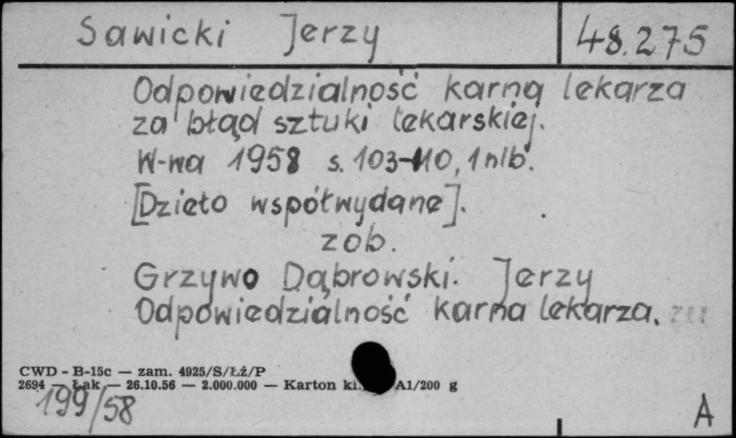 Sawicki Jerzy 48.275
Odpowiedzialność karna lekarza
za błąd sztuki lekarskiej.
W-wa 1958 s. 103-110, 1 nlb.
[Dzieło współwydane].
zob.
Grzywo Dąbrowski. Jerzy
Odpowiedzialność karna lekarza.
CWD - B-15c — zam. 4925/S/Łż/P
2694 — Łąk — 26.10.56 — 2.000.000 — Karton kl. A1/200 g
199/58
A